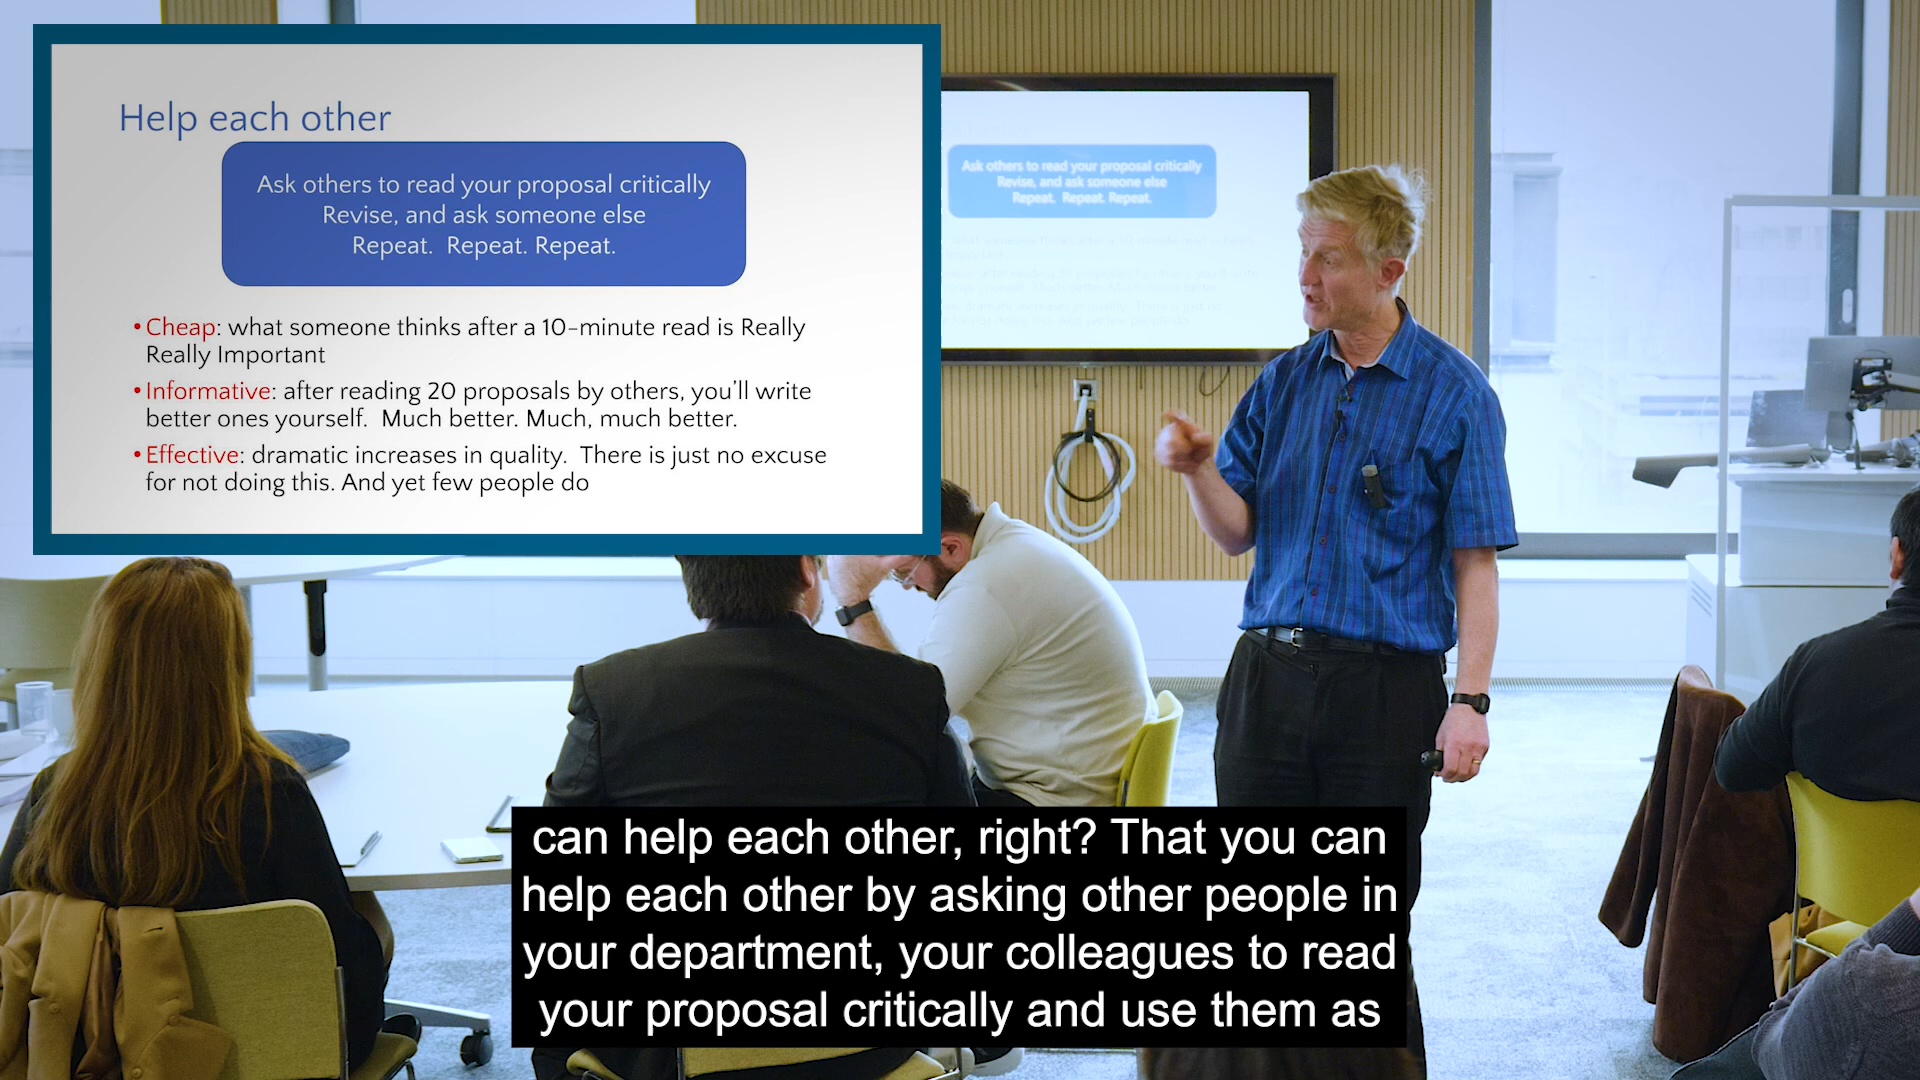 Help each other
Ask others to read your proposal critically
Revise, and ask someone else
Repeat.  Repeat. Repeat.
• Cheap: what someone thinks after a 10-minute read is Really
Really Important
• Informative: after reading 20 proposals by others, you'll write
better ones yourself.  Much better. Much, much better.
• Effective: dramatic increases in quality.  There is just no excuse
for not doing this. And yet few people do
Ask others to read your proposal critically
Revise, and ask someone else
Repeat.  Repeat. Repeat.
can help each other, right? That you can
help each other by asking other people in
your department, your colleagues to read
your proposal critically and use them as